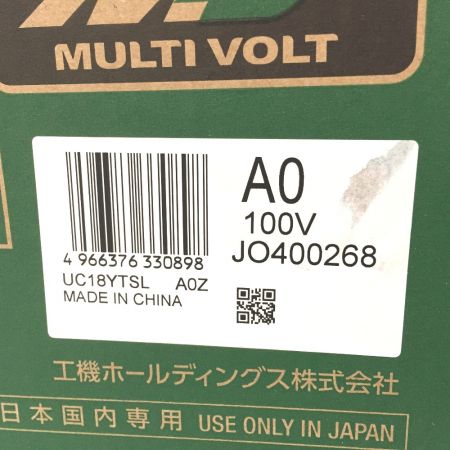 MULTI VOLT
A0
100V
4 966376 330898
JO400268
UC18YTSL A0Z
MADE IN CHINA
工機ホールディングス株式会社
日本国内専用 USE ONLY IN JAPAN